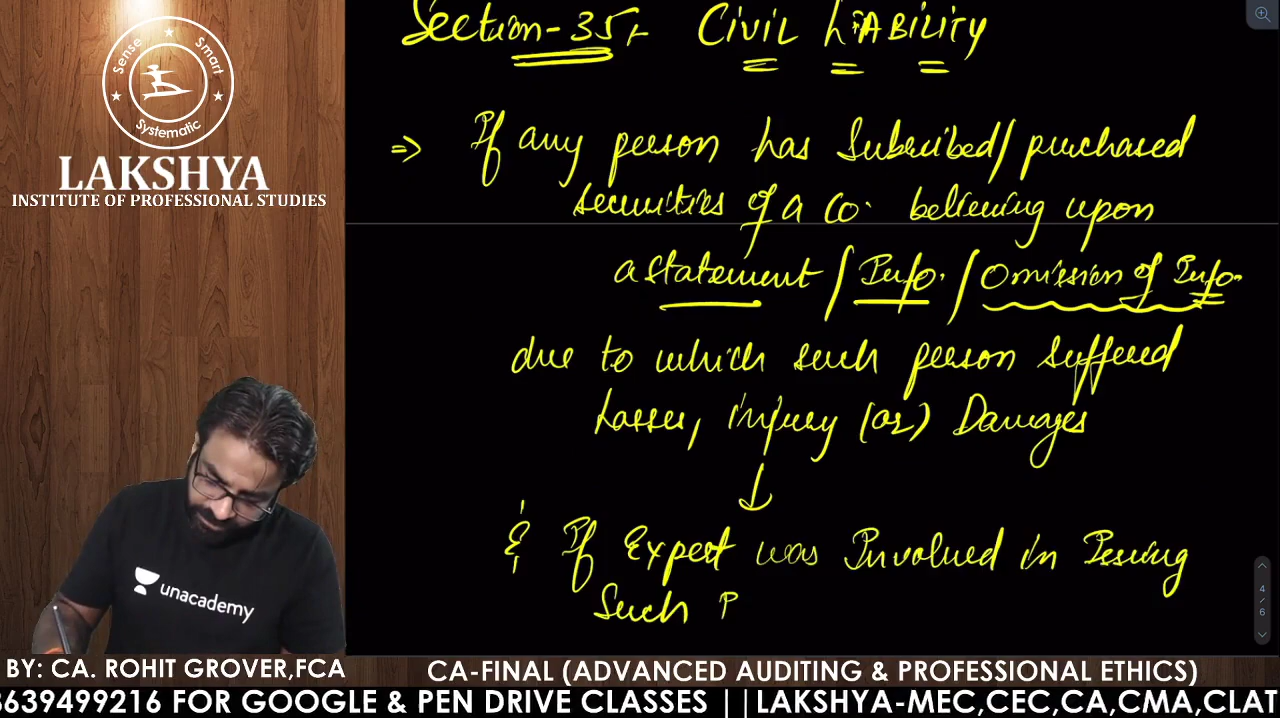 Section-35:- CIVIL LIABILITY
Sense
Smart
Systematic
LAKSHYA
INSTITUTE OF PROFESSIONAL STUDIES
⇒ If any person has Subscribed/purchased
securities of a Co. believing upon
a statement / Info. / Omission of Info.
due to which such person suffered
Losses, injury (or) Damages
↓
& If Expert was Involved in Issuing
Such P
unacademy
4
/
6
BY: CA. ROHIT GROVER,FCA
CA-FINAL (ADVANCED AUDITING & PROFESSIONAL ETHICS)
8639499216 FOR GOOGLE & PEN DRIVE CLASSES ||LAKSHYA-MEC,CEC,CA,CMA,CLAT